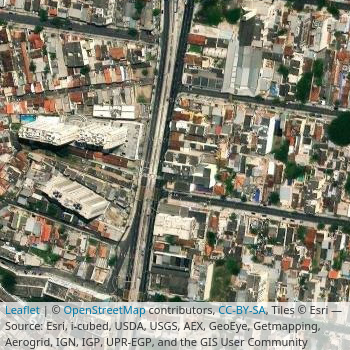 Leaflet | © OpenStreetMap contributors, CC-BY-SA, Tiles © Esri —
Source: Esri, i-cubed, USDA, USGS, AEX, GeoEye, Getmapping,
Aerogrid, IGN, IGP, UPR-EGP, and the GIS User Community